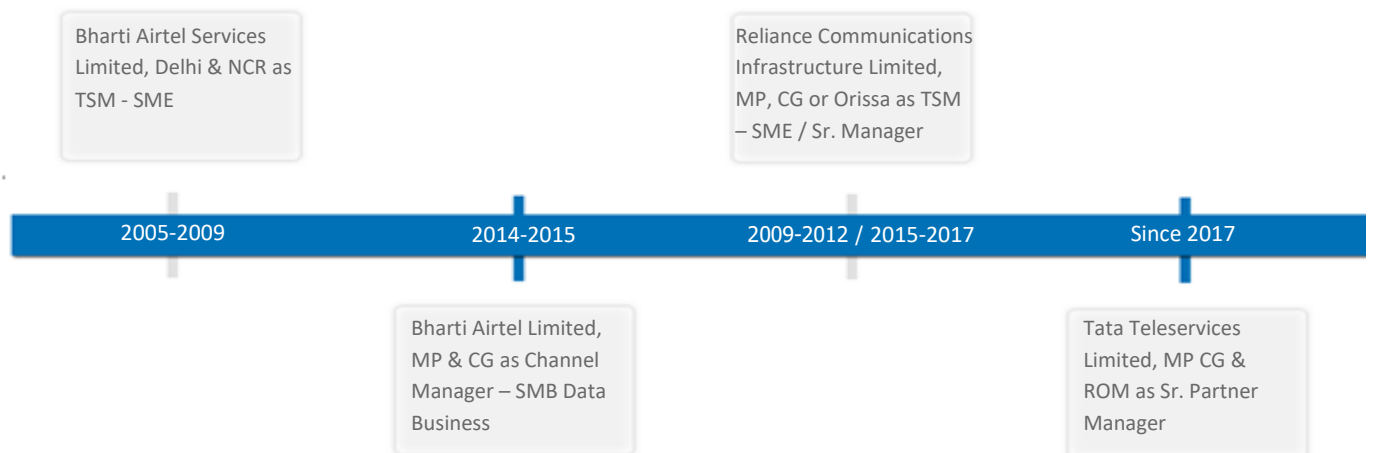 Bharti Airtel Services
Limited, Delhi & NCR as
TSM - SME
Reliance Communications
Infrastructure Limited,
MP, CG or Orissa as TSM
– SME / Sr. Manager
2005-2009
2014-2015
2009-2012 / 2015-2017
Since 2017
Bharti Airtel Limited,
MP & CG as Channel
Manager – SMB Data
Business
Tata Teleservices
Limited, MP CG &
ROM as Sr. Partner
Manager